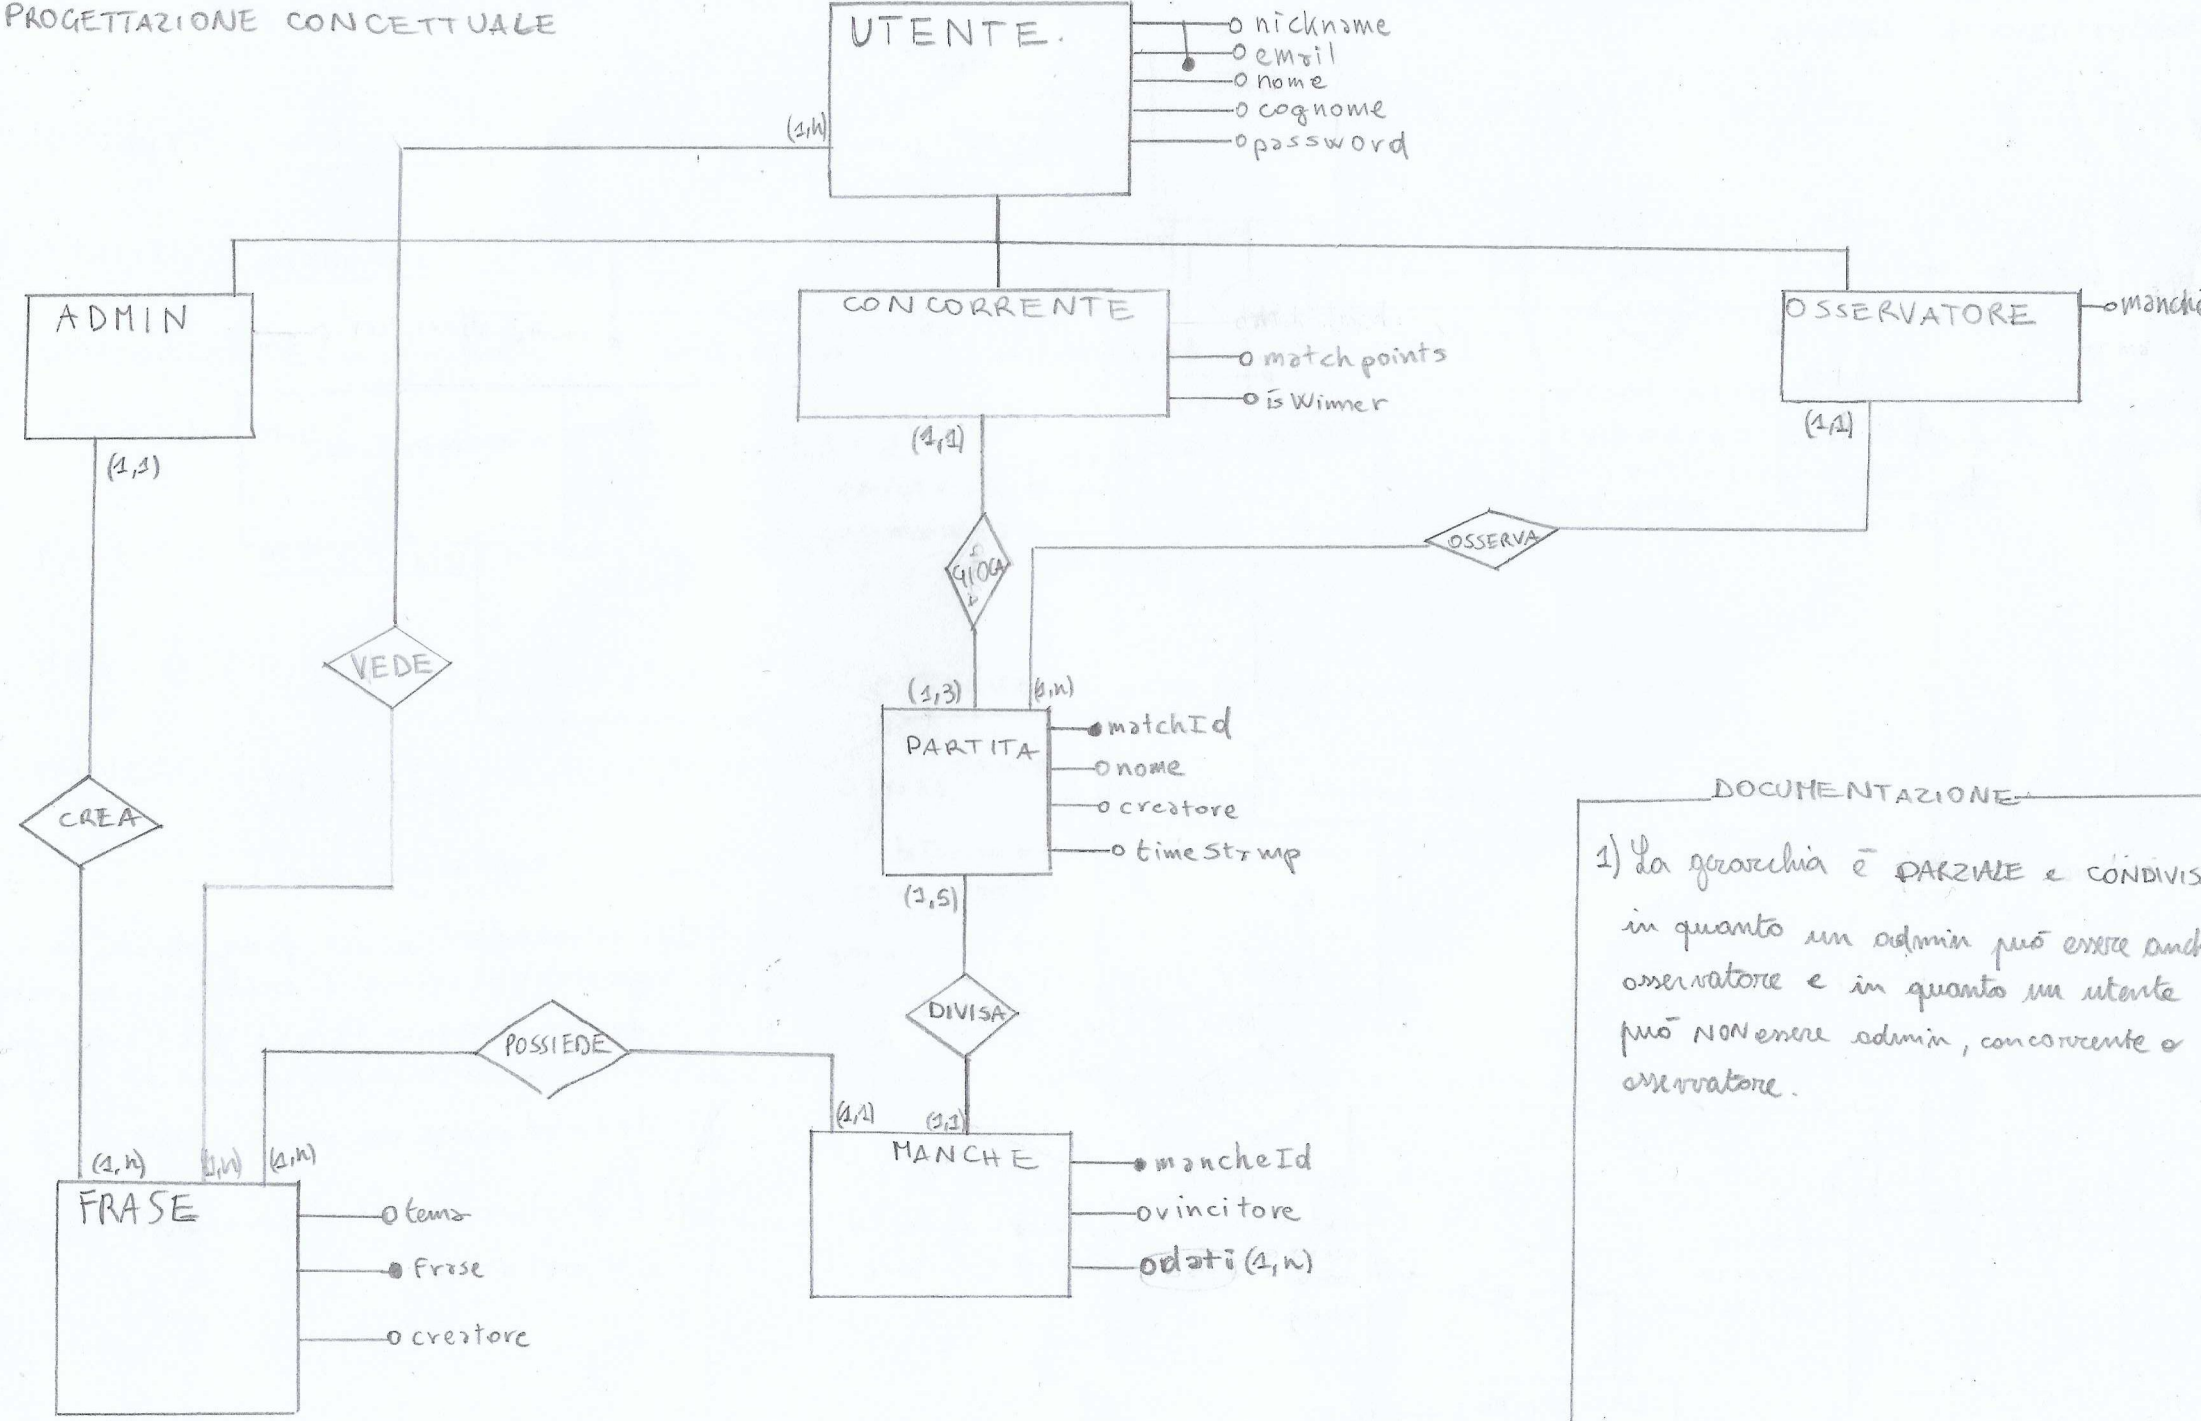 PROGETTAZIONE CONCETTUALE
UTENTE.
nickname
email
nome
cognome
password
(1,n)
ADMIN
CONCORRENTE
OSSERVATORE
manche
matchpoints
isWinner
(1,1)
(1,1)
(1,1)
GIOCA
OSSERVA
VEDE
(1,3)
(1,n)
PARTITA
matchId
nome
creatore
timeStamp
CREA
(1,5)
DOCUMENTAZIONE
1) La gerarchia è PARZIALE e CONDIVIS
in quanto un admin può essere anch
osservatore e in quanto un utente
può NON essere admin, concorrente o
osservatore.
DIVISA
POSSIEDE
(1,1)
(1,1)
(1,n)
(1,n)
(1,n)
MANCHE
mancheId
vincitore
dati (1,n)
FRASE
tema
Frase
creatore